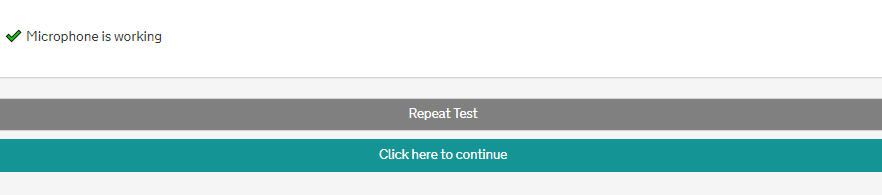 Microphone is working
Repeat Test
Click here to continue